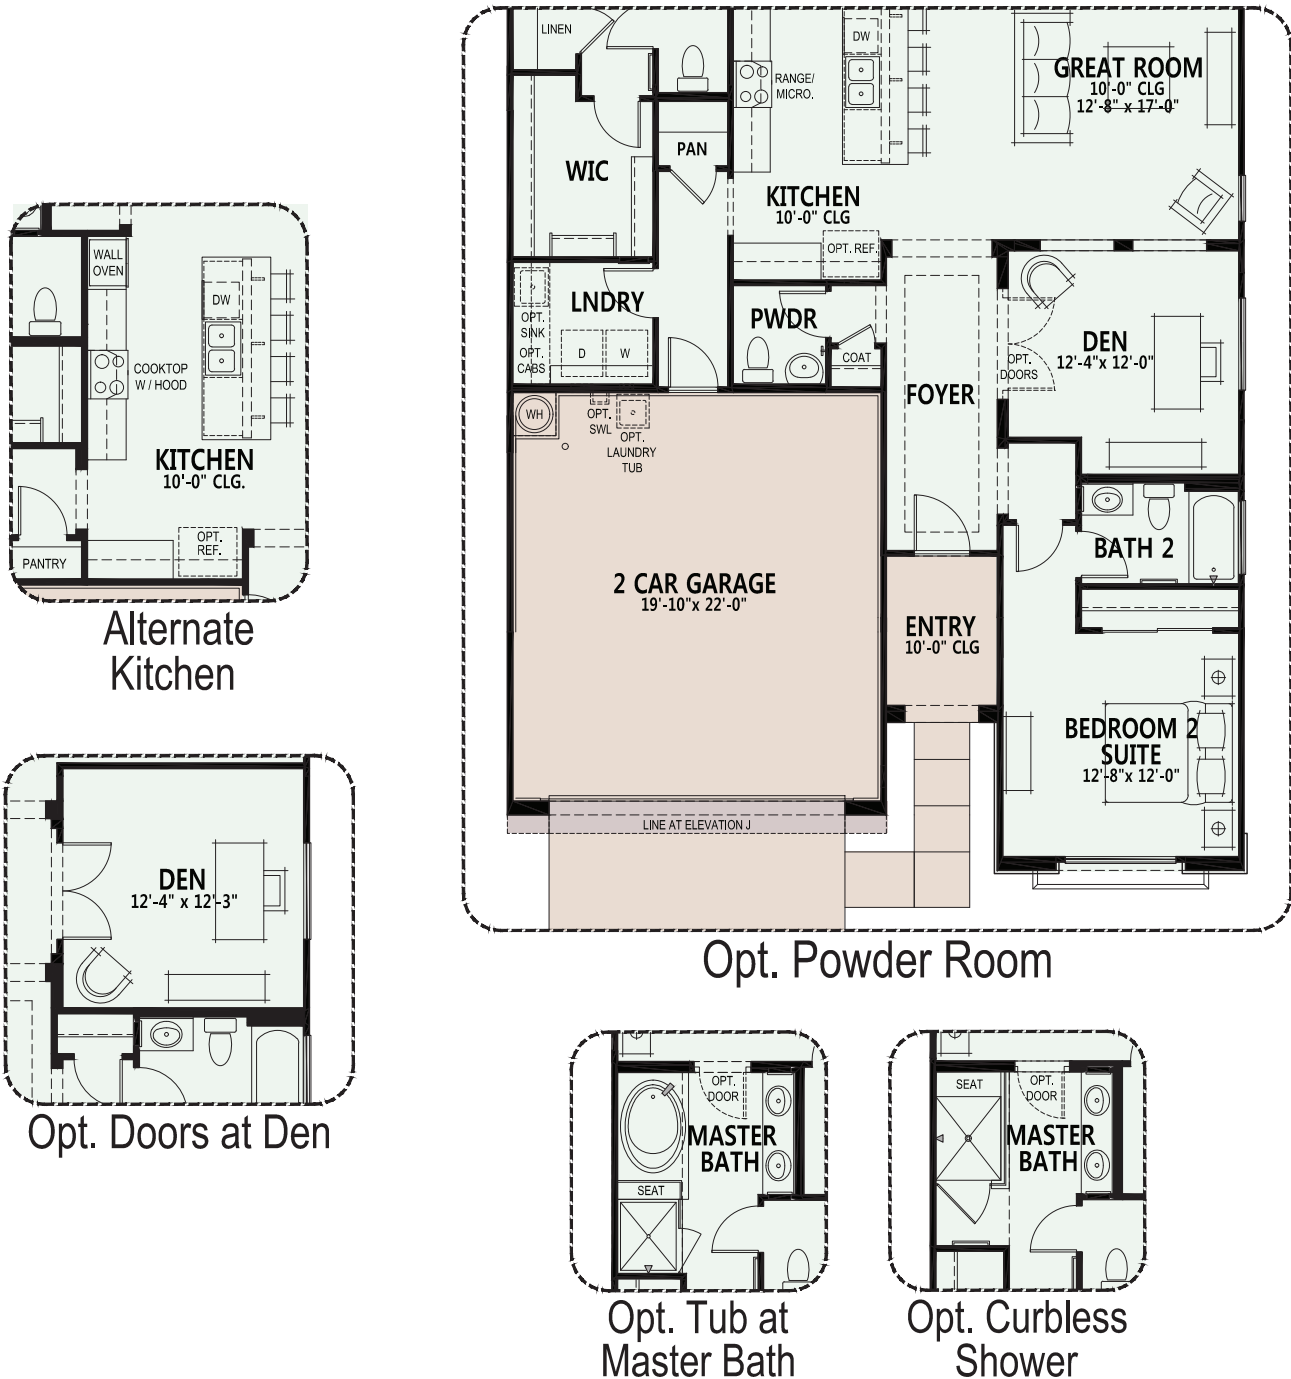 LINEN
DW
RANGE/
MICRO.
GREAT ROOM
10'-0" CLG
12'-8" x 17'-0"
PAN
WIC
KITCHEN
10'-0" CLG
OPT. REF.
LNDRY
OPT.
SINK
OPT.
CABS
D
W
PWDR
COAT
FOYER
DEN
12'-4"x 12'-0"
OPT.
DOORS
WH
OPT.
SWL
OPT.
LAUNDRY
TUB
BATH 2
2 CAR GARAGE
19'-10"x 22'-0"
ENTRY
10'-0" CLG
BEDROOM 2
SUITE
12'-8"x 12'-0"
LINE AT ELEVATION J
Opt. Powder Room
WALL
OVEN
DW
COOKTOP
W / HOOD
KITCHEN
10'-0" CLG.
OPT.
REF.
PANTRY
Alternate
Kitchen
DEN
12'-4" x 12'-3"
Opt. Doors at Den
OPT.
DOOR
MASTER
BATH
SEAT
Opt. Tub at
Master Bath
SEAT
OPT.
DOOR
MASTER
BATH
Opt. Curbless
Shower